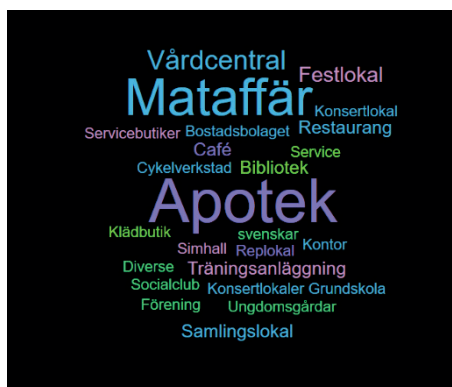 Vårdcentral
Festlokal
Mataffär
Konsertlokal
Servicebutiker Bostadsbolaget Restaurang
Café Service
Cykelverkstad Bibliotek
Apotek
Klädbutik svenskar
Simhall Replokal Kontor
Diverse Träningsanläggning
Socialclub Konsertlokaler Grundskola
Förening Ungdomsgårdar
Samlingslokal